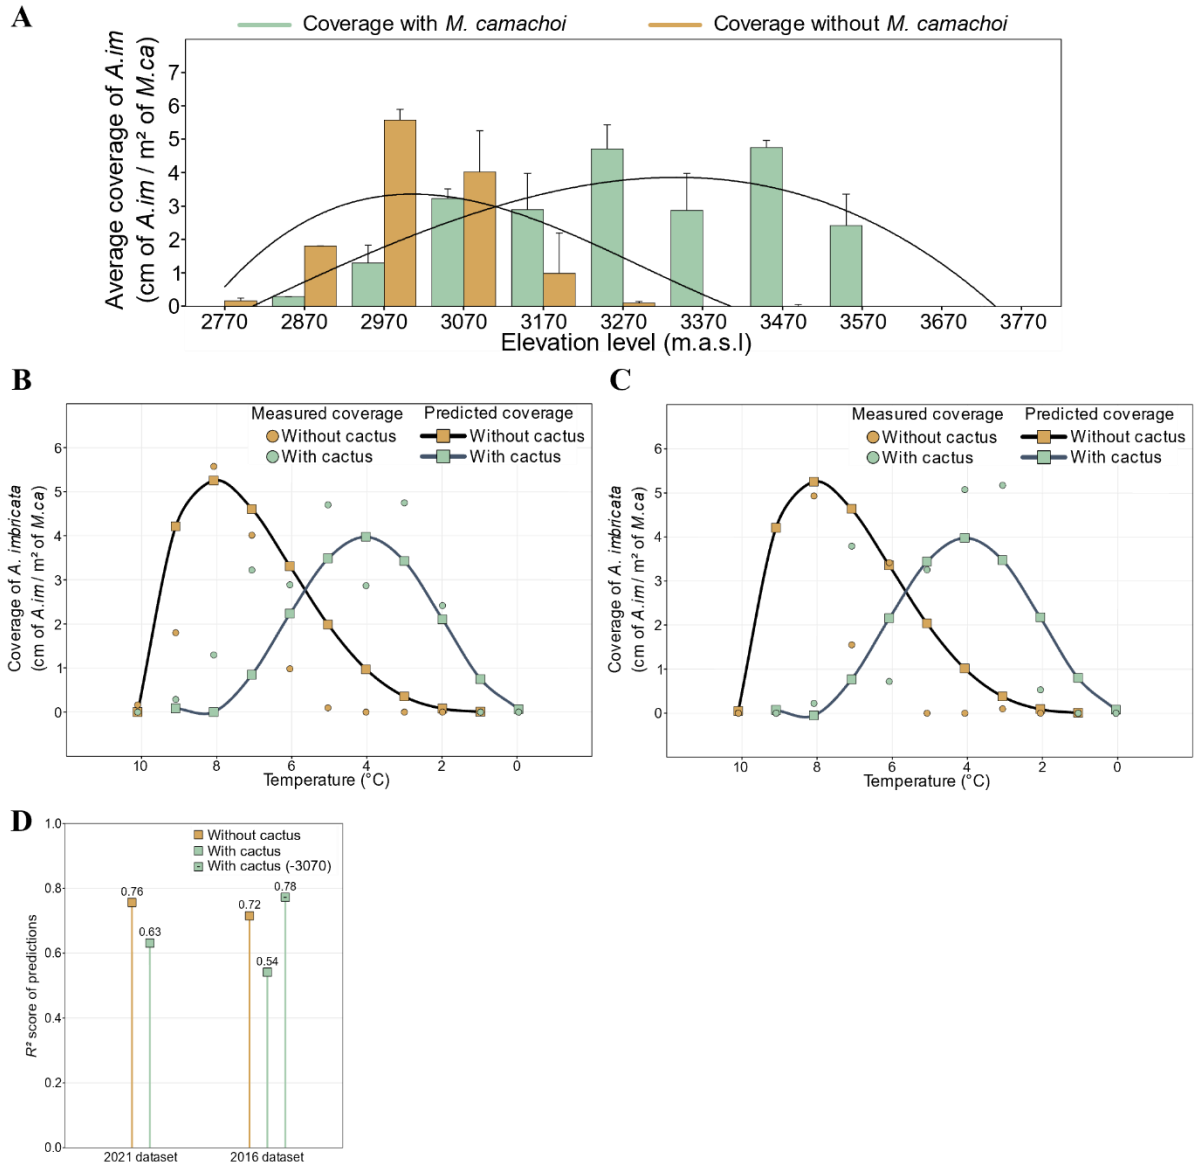 A
Coverage with M. camachoi
Coverage without M. camachoi
Average coverage of A.im
(cm of A.im / m² of M.ca)
7
6
5
4
3
2
1
0
2770 2870 2970 3070 3170 3270 3370 3470 3570 3670 3770
Elevation level (m.a.s.l)
B
Measured coverage Predicted coverage
Without cactus Without cactus
With cactus With cactus
Coverage of A. imbricata
(cm of A.im / m² of M.ca)
6
5
4
3
2
1
0
10 8 6 4 2 0
Temperature (°C)
C
Measured coverage Predicted coverage
Without cactus Without cactus
With cactus With cactus
Coverage of A. imbricata
(cm of A.im / m² of M.ca)
6
5
4
3
2
1
0
10 8 6 4 2 0
Temperature (°C)
D
Without cactus
With cactus
With cactus (-3070)
R² score of predictions
1.0
0.8
0.6
0.4
0.2
0.0
0.76
0.63
0.72
0.54
0.78
2021 dataset 2016 dataset